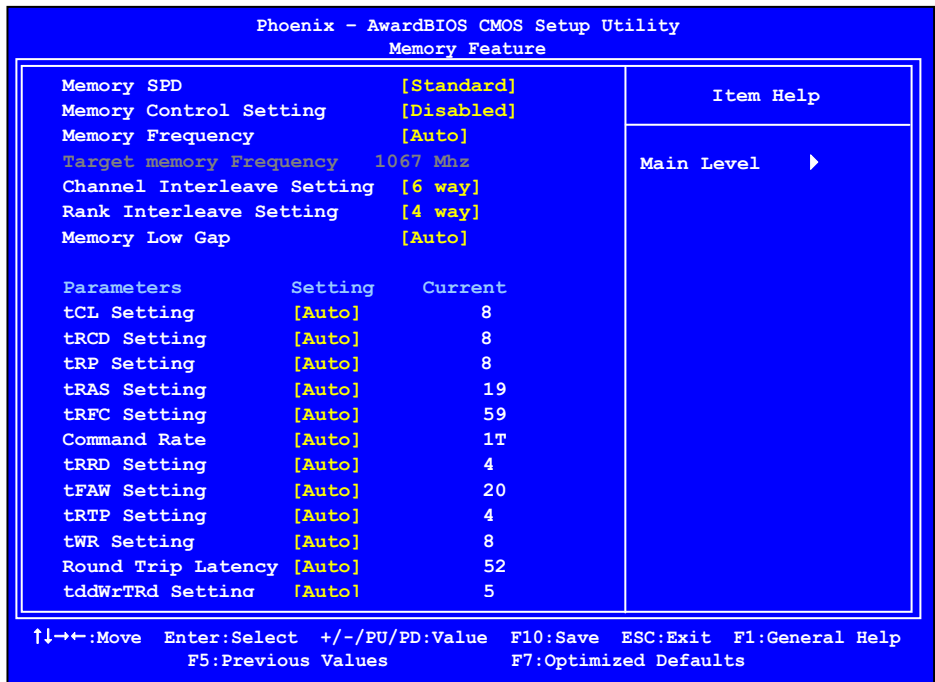 Phoenix – AwardBIOS CMOS Setup Utility
Memory Feature
Memory SPD [Standard]
Memory Control Setting [Disabled]
Memory Frequency [Auto]
Target memory Frequency 1067 Mhz
Channel Interleave Setting [6 way]
Rank Interleave Setting [4 way]
Memory Low Gap [Auto]
Item Help
Main Level
Parameters Setting Current
tCL Setting [Auto] 8
tRCD Setting [Auto] 8
tRP Setting [Auto] 8
tRAS Setting [Auto] 19
tRFC Setting [Auto] 59
Command Rate [Auto] 1T
tRRD Setting [Auto] 4
tFAW Setting [Auto] 20
tRTP Setting [Auto] 4
tWR Setting [Auto] 8
Round Trip Latency [Auto] 52
tddWrTRd Setting [Auto] 5
↑↓→←:Move Enter:Select +/-/PU/PD:Value F10:Save ESC:Exit F1:General Help
F5:Previous Values F7:Optimized Defaults